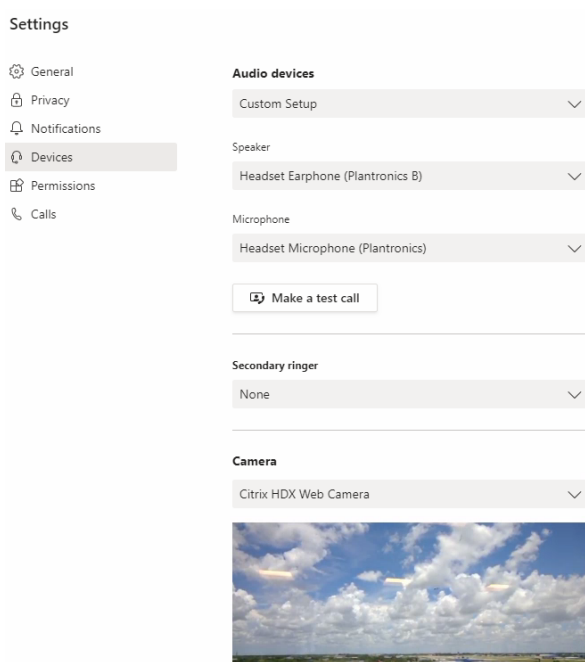 Settings
General
Privacy
Notifications
Devices
Permissions
Calls
Audio devices
Custom Setup
Speaker
Headset Earphone (Plantronics B)
Microphone
Headset Microphone (Plantronics)
Make a test call
Secondary ringer
None
Camera
Citrix HDX Web Camera